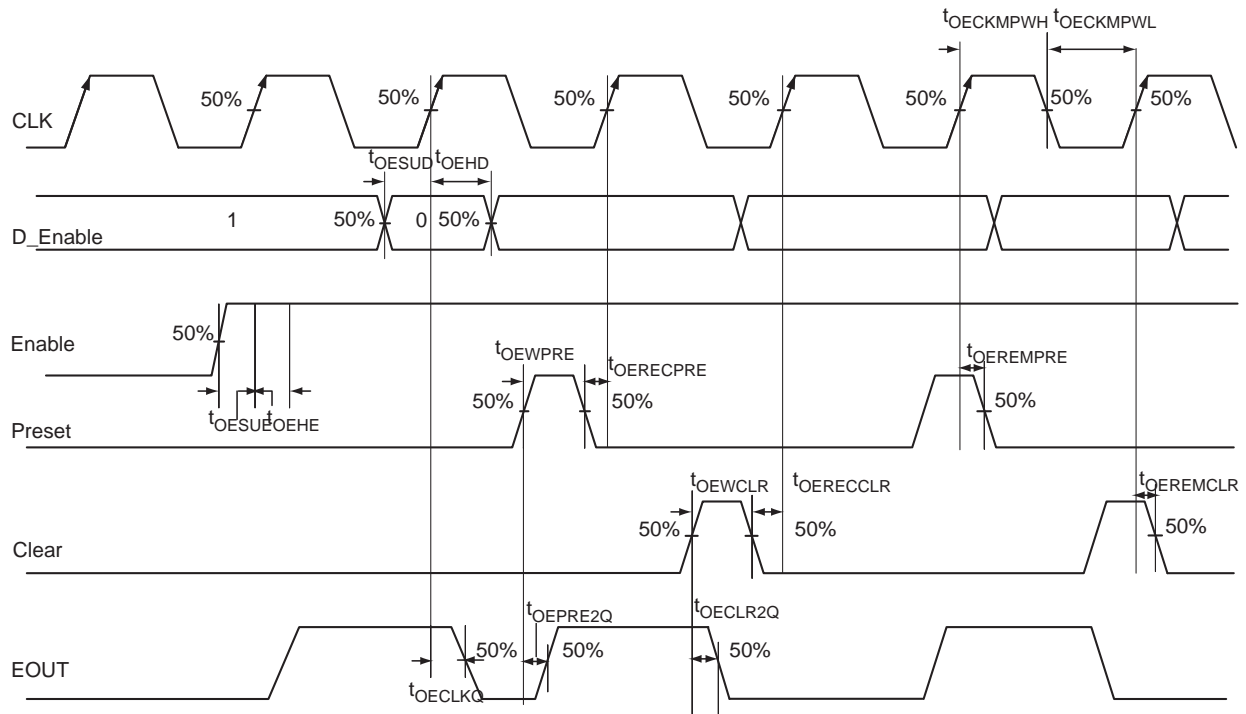 tOECKMPWH tOECKMPWL
50% 50% 50% 50% 50% 50% 50%
CLK
tOESUD tOEHD
1 50% 0 50%
D_Enable
50%
Enable
tOEWPRE tOERECPRE tOEREMPRE
50% 50% 50%
tOESUE tOEHE
Preset
tOEWCLR tOERECCLR tOEREMCLR
50% 50% 50%
Clear
tOEPRE2Q tOECLR2Q
50% 50% 50%
EOUT
tOECLKQ